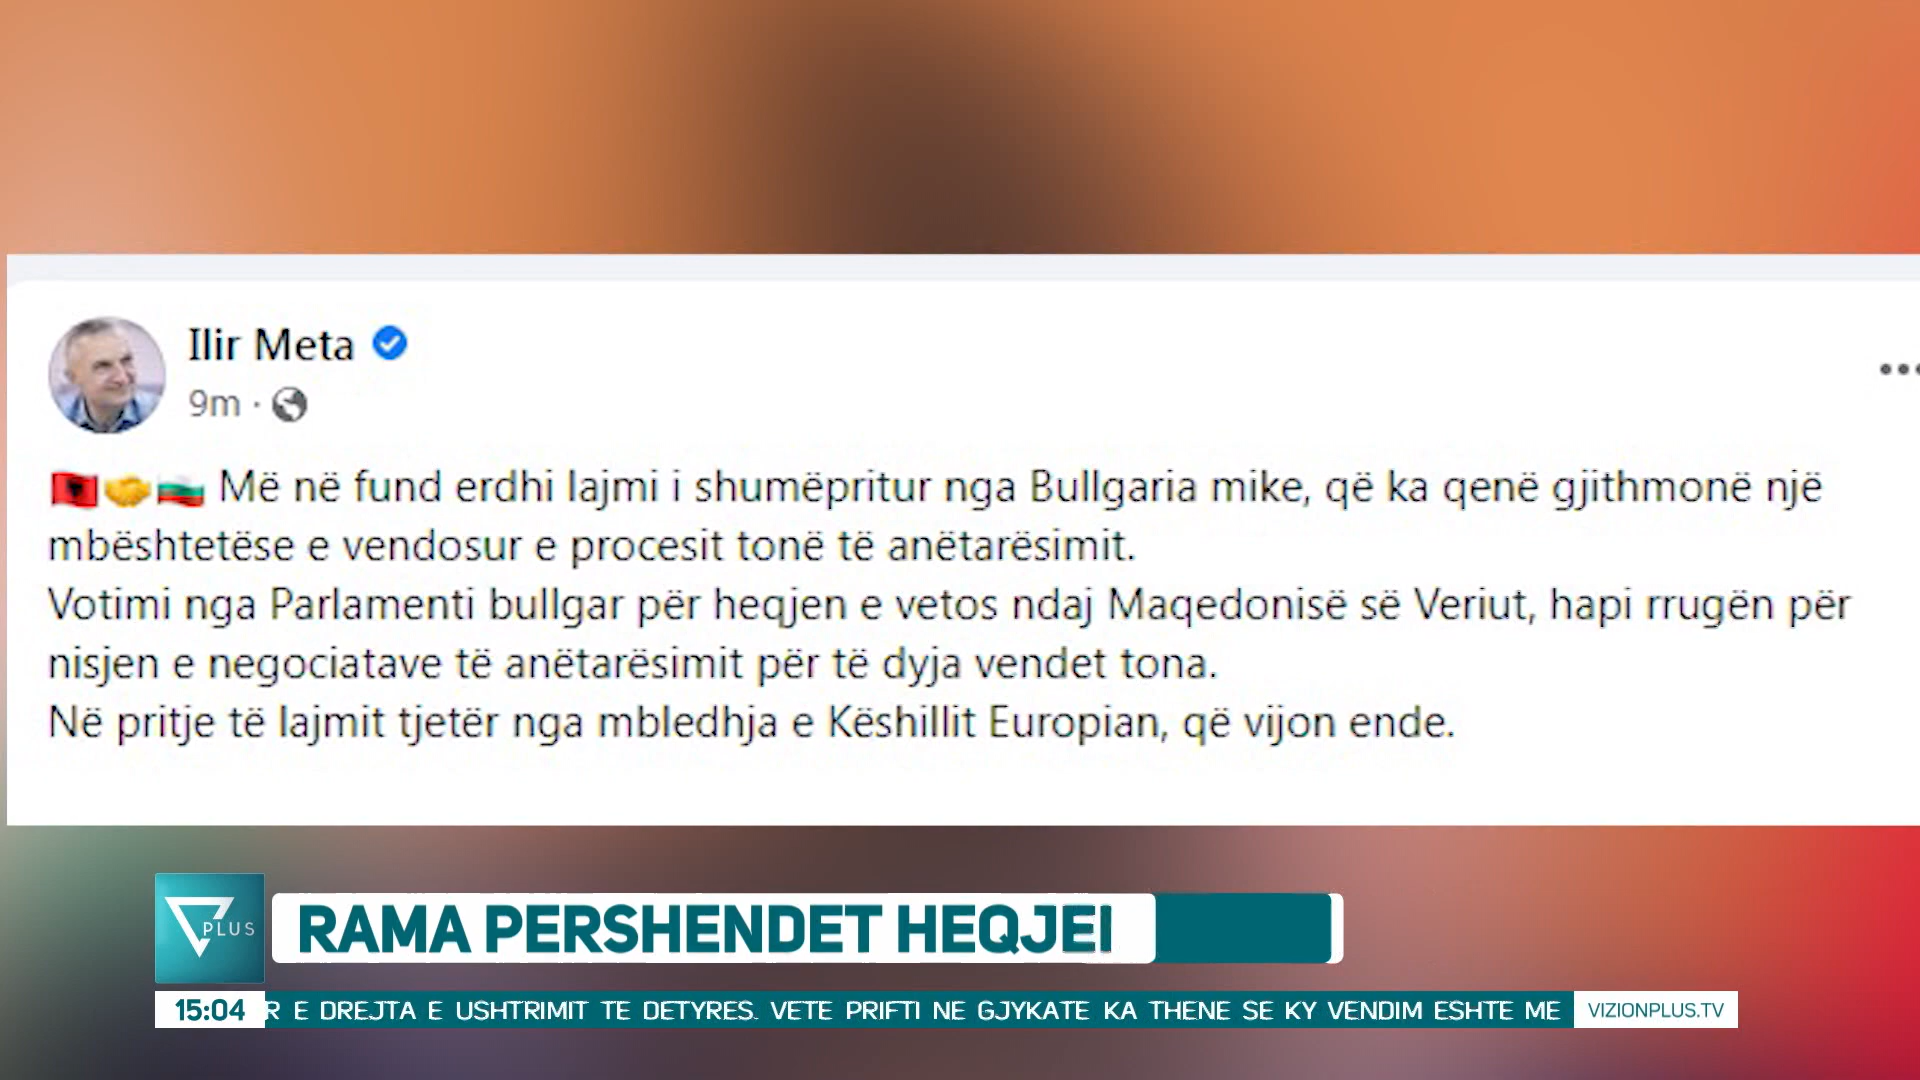 Ilir Meta
9m ·
🇦🇱🤝🇧🇬 Më në fund erdhi lajmi i shumëpritur nga Bullgaria mike, që ka qenë gjithmonë një
mbështetëse e vendosur e procesit tonë të anëtarësimit.
Votimi nga Parlamenti bullgar për heqjen e vetos ndaj Maqedonisë së Veriut, hapi rrugën për
nisjen e negociatave të anëtarësimit për të dyja vendet tona.
Në pritje të lajmit tjetër nga mbledhja e Këshillit Europian, që vijon ende.
PLUS
RAMA PERSHENDET HEQJEI
15:04 R E DREJTA E USHTRIMIT TE DETYRES. VETE PRIFTI NE GJYKATE KA THENE SE KY VENDIM ESHTE ME VIZIONPLUS.TV